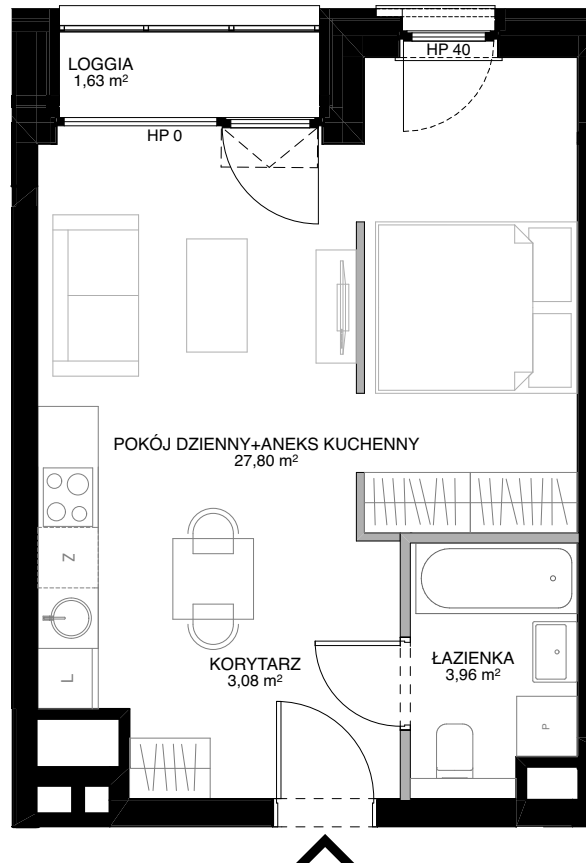 LOGGIA
1,63 m²
HP 40
HP 0
POKÓJ DZIENNY+ANEKS KUCHENNY
27,80 m²
Z
KORYTARZ
3,08 m²
ŁAZIENKA
3,96 m²
L
P